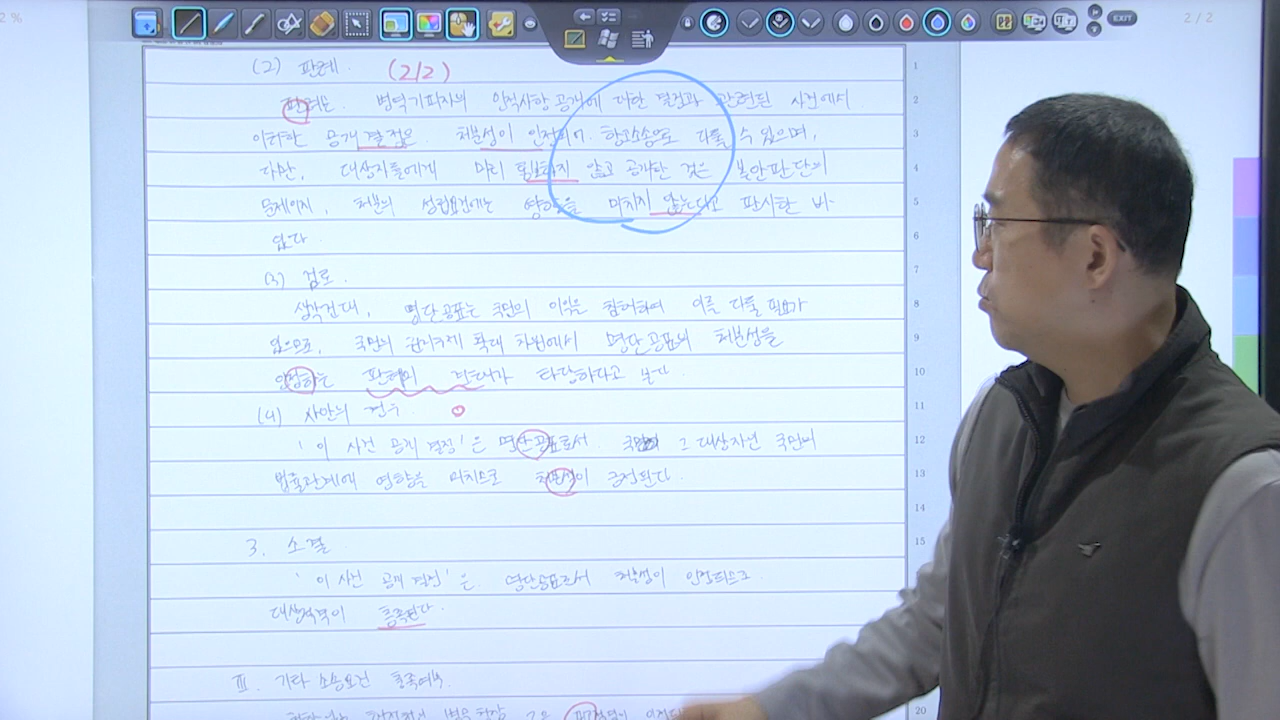 2 / 2
EXIT
(2) 판례. (2/2)
판례는, 병역기피자의 인적사항 공개에 대한 결정과 관련된 사건에서
이러한 공개결정은 처분성이 인정되어 항고소송으로 다툴 수 있으며,
다만, 대상자들에게 미리 통보하지 않고 공개한 것은 본안판단의
문제이지, 처분의 성립요건에는 영향을 미치지 않는다고 판시한 바
있다.
(3) 검토.
생각건대, 명단공표는 국민의 이익을 침해하여 이를 다툴 필요가
있으므로, 국민의 권리구제 확대 차원에서 명단공표의 처분성을
인정하는 판례의 견해가 타당하다고 본다.
(4) 사안의 경우.
'이 사건 공개 결정'은 명단공표로서 그 대상자인 국민의
법률관계에 영향을 미치므로 처분성이 긍정된다.
3. 소결
'이 사건 공개 결정'은 명단공표로서 처분성이 인정되므로
대상적격이 충족된다.
Ⅲ. 기타 소송요건 충족여부.
1
2
3
4
5
6
7
8
9
10
11
12
13
14
15
20